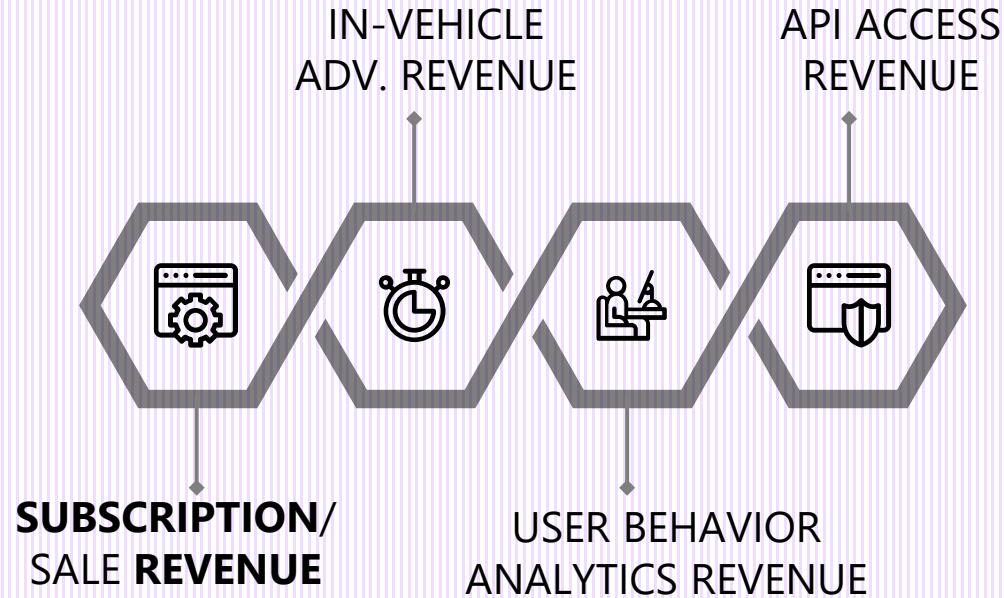 IN-VEHICLE
ADV. REVENUE
API ACCESS
REVENUE
SUBSCRIPTION/
SALE REVENUE
USER BEHAVIOR
ANALYTICS REVENUE